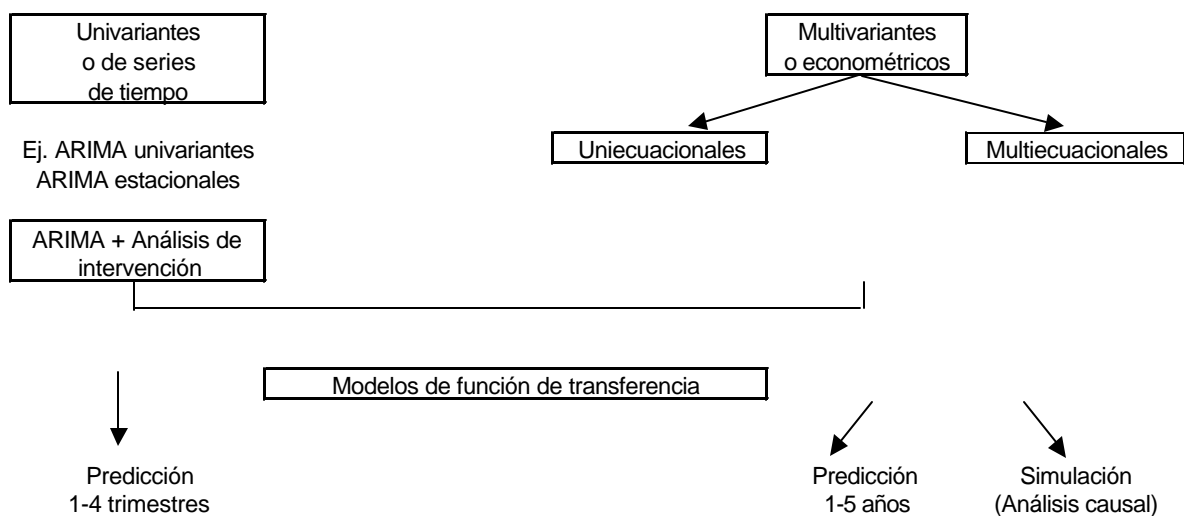 Univariantes
o de series
de tiempo
Multivariantes
o econométricos
Ej. ARIMA univariantes
ARIMA estacionales
Uniecuacionales
Multiecuacionales
ARIMA + Análisis de
intervención
Modelos de función de transferencia
Predicción
1-4 trimestres
Predicción
1-5 años
Simulación
(Análisis causal)